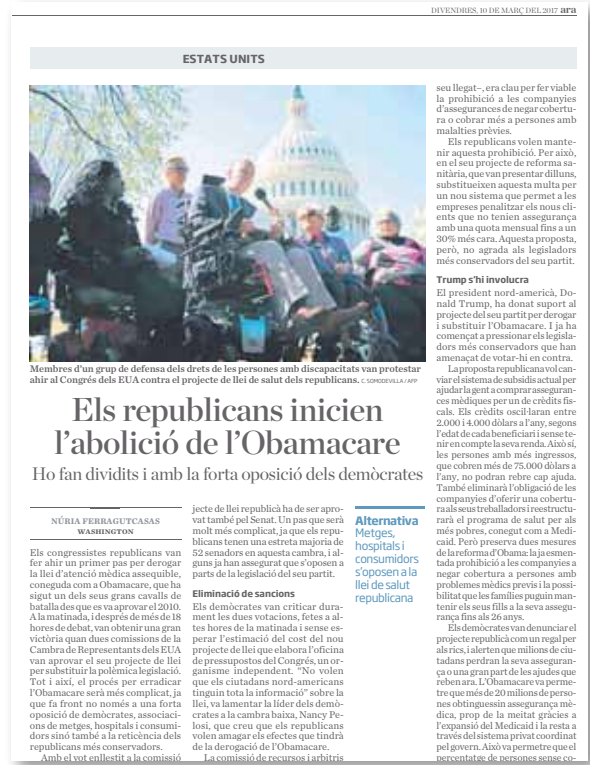 DIVENDRES, 10 DE MARÇ DEL 2017 ara
ESTATS UNITS
Membres d'un grup de defensa dels drets de les persones amb discapacitats van protestar
ahir al Congrés dels EUA contra el projecte de llei de salut dels republicans. C. SOMODEVILLA / AFP
Els republicans inicien
l'abolició de l'Obamacare
Ho fan dividits i amb la forta oposició dels demòcrates
NÚRIA FERRAGUTCASAS
WASHINGTON
Els congressistes republicans van
fer ahir un primer pas per derogar
la llei d'atenció mèdica assequible,
coneguda com a Obamacare, que ha
sigut un dels seus grans cavalls de
batalla des que es va aprovar el 2010.
A la matinada, i després de més de 18
hores de debat, van obtenir una gran
victòria quan dues comissions de la
Cambra de Representants dels EUA
van aprovar el seu projecte de llei
per substituir la polèmica legislació.
Tot i així, el procés per erradicar
l'Obamacare serà més complicat, ja
que fa front no només a una forta
oposició de demòcrates, associaci-
ons de metges, hospitals i consumi-
dors sinó també a la reticència dels
republicans més conservadors.
Amb el vot enllestit a la comissió
jecte de llei republicà ha de ser apro-
vat també pel Senat. Un pas que serà
molt més complicat, ja que els repu-
blicans tenen una estreta majoria de
52 senadors en aquesta cambra, i al-
guns ja han assegurat que s'oposen a
parts de la legislació del seu partit.
Eliminació de sancions
Els demòcrates van criticar dura-
ment les dues votacions, fetes a al-
tes hores de la matinada i sense es-
perar l'estimació del cost del nou
projecte de llei que elabora l'oficina
de pressupostos del Congrés, un or-
ganisme independent. "No volen
que els ciutadans nord-americans
tinguin tota la informació" sobre la
llei, va lamentar la líder dels demò-
crates a la cambra baixa, Nancy Pe-
losi, que creu que els republicans
volen amagar els efectes que tindrà
de la derogació de l'Obamacare.
La comissió de recursos i arbitris
Alternativa
Metges,
hospitals i
consumidors
s'oposen a la
llei de salut
republicana
seu llegat–, era clau per fer viable
la prohibició a les companyies
d'assegurances de negar cobertu-
ra o cobrar més a persones amb
malalties prèvies.
Els republicans volen mante-
nir aquesta prohibició. Per això,
en el seu projecte de reforma sa-
nitària, que van presentar dilluns,
substitueixen aquesta multa per
un nou sistema que permet a les
empreses penalitzar els nous cli-
ents que no tenien assegurança
amb una quota mensual fins a un
30% més cara. Aquesta proposta,
però, no agrada als legisladors
més conservadors del seu partit.
Trump s'hi involucra
El president nord-americà, Do-
nald Trump, ha donat suport al
projecte del seu partit per derogar
i substituir l'Obamacare. I ja ha
començat a pressionar els legisla-
dors més conservadors que han
amenaçat de votar-hi en contra.
La proposta republicana vol can-
viar el sistema de subsidis actual per
ajudar la gent a comprar asseguran-
ces mèdiques per un de crèdits fis-
cals. Els crèdits oscil·laran entre
2.000 i 4.000 dòlars a l'any, segons
l'edat de cada beneficiari i sense te-
nir en compte la seva renda. Això sí,
les persones amb més ingressos,
que cobren més de 75.000 dòlars a
l'any, no podran rebre cap ajuda.
També eliminarà l'obligació de les
companyies d'oferir una cobertu-
ra als seus treballadors i reestructu-
rarà el programa de salut per als
més pobres, conegut com a Medi-
caid. Però preserva dues mesures
de la reforma d'Obama: la ja esmen-
tada prohibició a les companyies a
negar cobertura a persones amb
problemes mèdics previs i la possi-
bilitat que les famílies puguin man-
tenir els seus fills a la seva assegu-
rança fins als 26 anys.
Els demòcrates van denunciar el
projecte republicà com un regal per
als rics, i alerten que milions de ciu-
tadans perdran la seva asseguran-
ça o una gran part de les ajudes que
reben ara. L'Obamacare va perme-
tre que més de 20 milions de perso-
nes obtinguessin assegurança mè-
dica, prop de la meitat gràcies a
l'expansió del Medicaid i la resta a
través del sistema privat coordinat
pel govern. Això va permetre que el
percentatge de persones sense co-